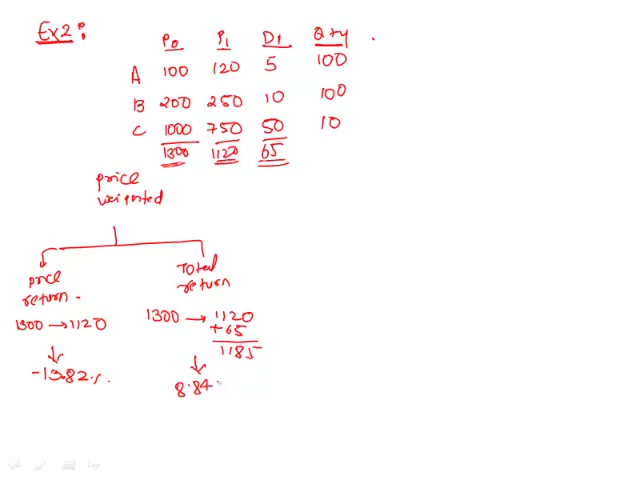 Ex2:
P0 P1 D1 Qty
A 100 120 5 100
B 200 250 10 100
C 1000 750 50 10
1300 1120 65
price
weighted
price
return.
Total
return
1300 → 1120
1300 → 1120
+65
1185
-13.82%
8.84